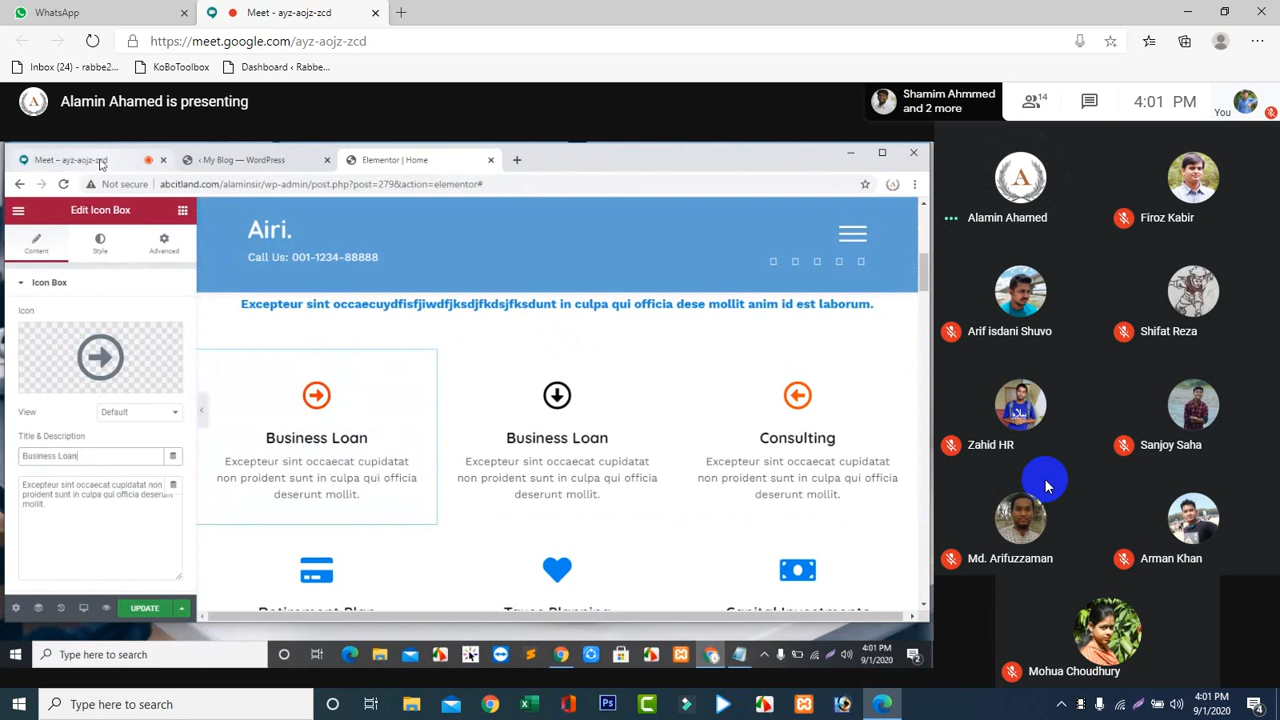 WhatsApp
Meet - ayz-aojz-zcd
https://meet.google.com/ayz-aojz-zcd
Inbox (24) - rabbe2...
KoBoToolbox
Dashboard ‹ Rabbe...
Alamin Ahamed is presenting
Shamim Ahmmed
and 2 more
14
4:01 PM
You
Meet – ayz-aojz-zcd
‹ My Blog — WordPress
Elementor | Home
Not secure
abcitland.com/alaminsir/wp-admin/post.php?post=279&action=elementor#
Edit Icon Box
Content
Style
Advanced
Icon Box
Icon
View
Default
Title & Description
Business Loan
Excepteur sint occaecat cupidatat non
proident sunt in culpa qui officia deserunt
mollit.
UPDATE
Airi.
Call Us: 001-1234-88888
Excepteur sint occaecuydfisfjiwdfjksdjfkdsjfksdunt in culpa qui officia dese mollit anim id est laborum.
Business Loan
Excepteur sint occaecat cupidatat
non proident sunt in culpa qui officia
deserunt mollit.
Business Loan
Excepteur sint occaecat cupidatat
non proident sunt in culpa qui officia
deserunt mollit.
Consulting
Excepteur sint occaecat cupidatat
non proident sunt in culpa qui officia
deserunt mollit.
Retirement Plan
Taxes Planning
Capital Investments
Type here to search
4:01 PM
9/1/2020
2
Alamin Ahamed
Firoz Kabir
Arif isdani Shuvo
Shifat Reza
Zahid HR
Sanjoy Saha
Md. Arifuzzaman
Arman Khan
Mohua Choudhury
Type here to search
4:01 PM
9/1/2020
4